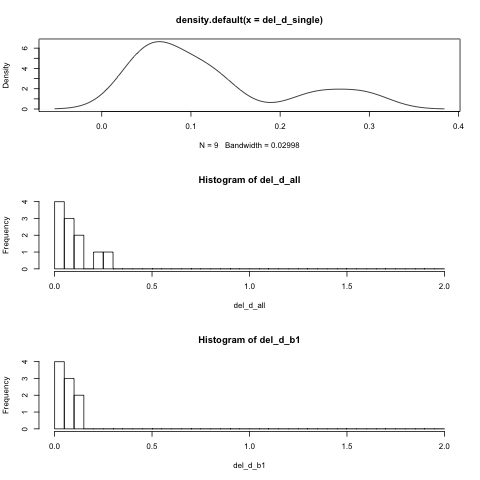 density.default(x = del_d_single)
Density
0 2 4 6
0.0 0.1 0.2 0.3 0.4
N = 9 Bandwidth = 0.02998
Histogram of del_d_all
Frequency
0 1 2 3 4
0.0 0.5 1.0 1.5 2.0
del_d_all
Histogram of del_d_b1
Frequency
0 1 2 3 4
0.0 0.5 1.0 1.5 2.0
del_d_b1